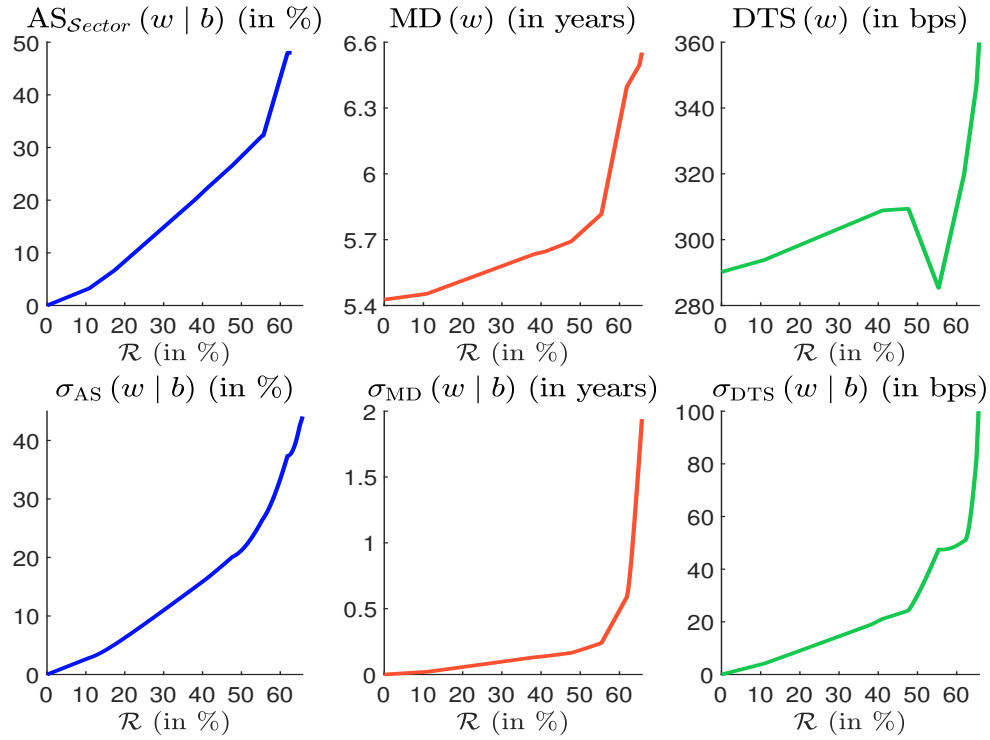 AS_Sector (w | b) (in %) MD (w) (in years) DTS (w) (in bps)
50 6.6 360
40 6.3 340
30 6 320
20 5.7 300
10 5.4 280
0
0 10 20 30 40 50 60 0 10 20 30 40 50 60 0 10 20 30 40 50 60
ℛ (in %) ℛ (in %) ℛ (in %)
σ_AS (w | b) (in %) σ_MD (w | b) (in years) σ_DTS (w | b) (in bps)
40 2 100
30 1.5 80
20 1 60
10 0.5 40
0 0 20
0
0 10 20 30 40 50 60 0 10 20 30 40 50 60 0 10 20 30 40 50 60
ℛ (in %) ℛ (in %) ℛ (in %)